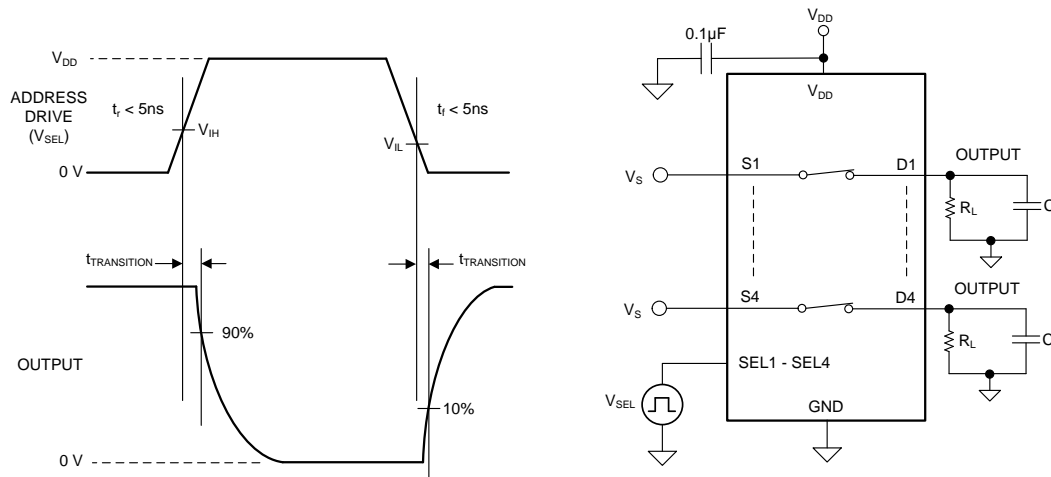 V_DD
ADDRESS
DRIVE
(V_SEL)
t_r < 5ns
t_f < 5ns
V_IH
V_IL
0 V
t_TRANSITION
t_TRANSITION
90%
OUTPUT
10%
0 V
V_DD
0.1µF
V_DD
V_S
S1
D1
OUTPUT
R_L
C
V_S
S4
D4
OUTPUT
R_L
C
SEL1 - SEL4
V_SEL
GND